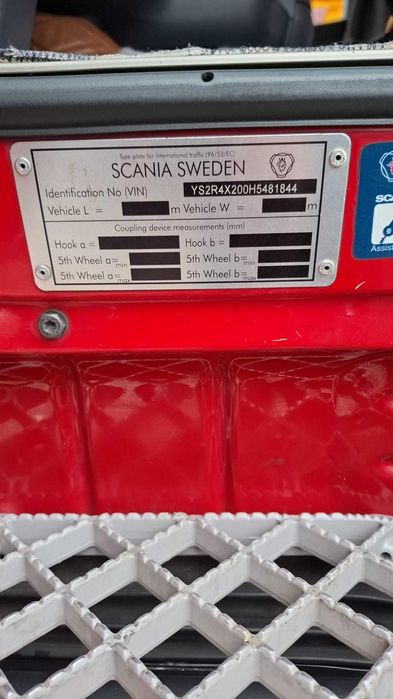 Type plate for international traffic (96/53/EC)
SCANIA SWEDEN
Identification No (VIN) YS2R4X200H5481844
Vehicle L = m Vehicle W = m
Coupling device measurements (mm)
Hook a = Hook b =
5th Wheel a=min 5th Wheel b=min
5th Wheel a=max 5th Wheel b=max